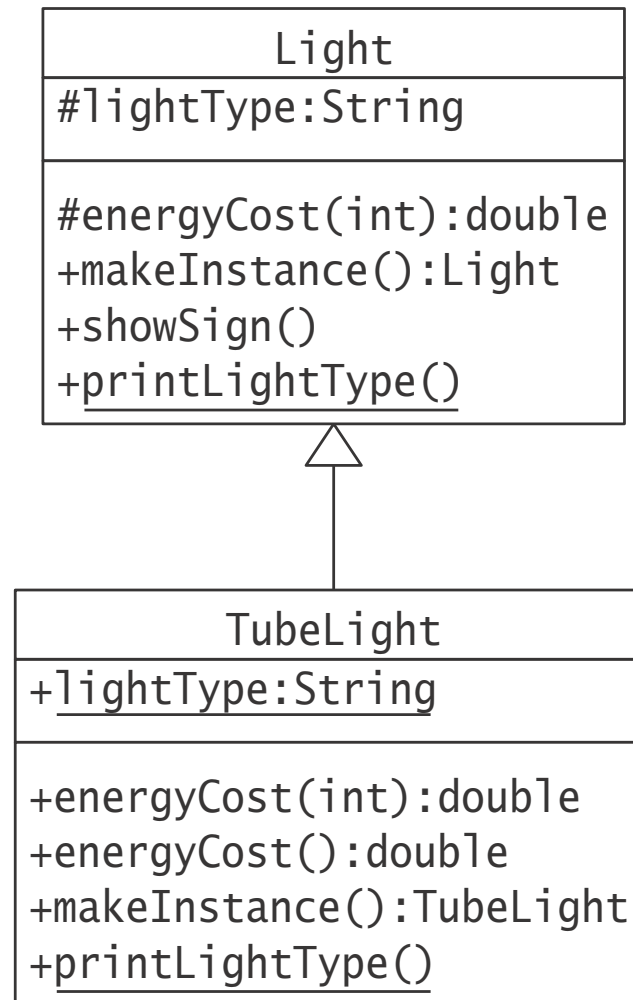 Light
#lightType:String
#energyCost(int):double
+makeInstance():Light
+showSign()
+printLightType()
TubeLight
+lightType:String
+energyCost(int):double
+energyCost():double
+makeInstance():TubeLight
+printLightType()